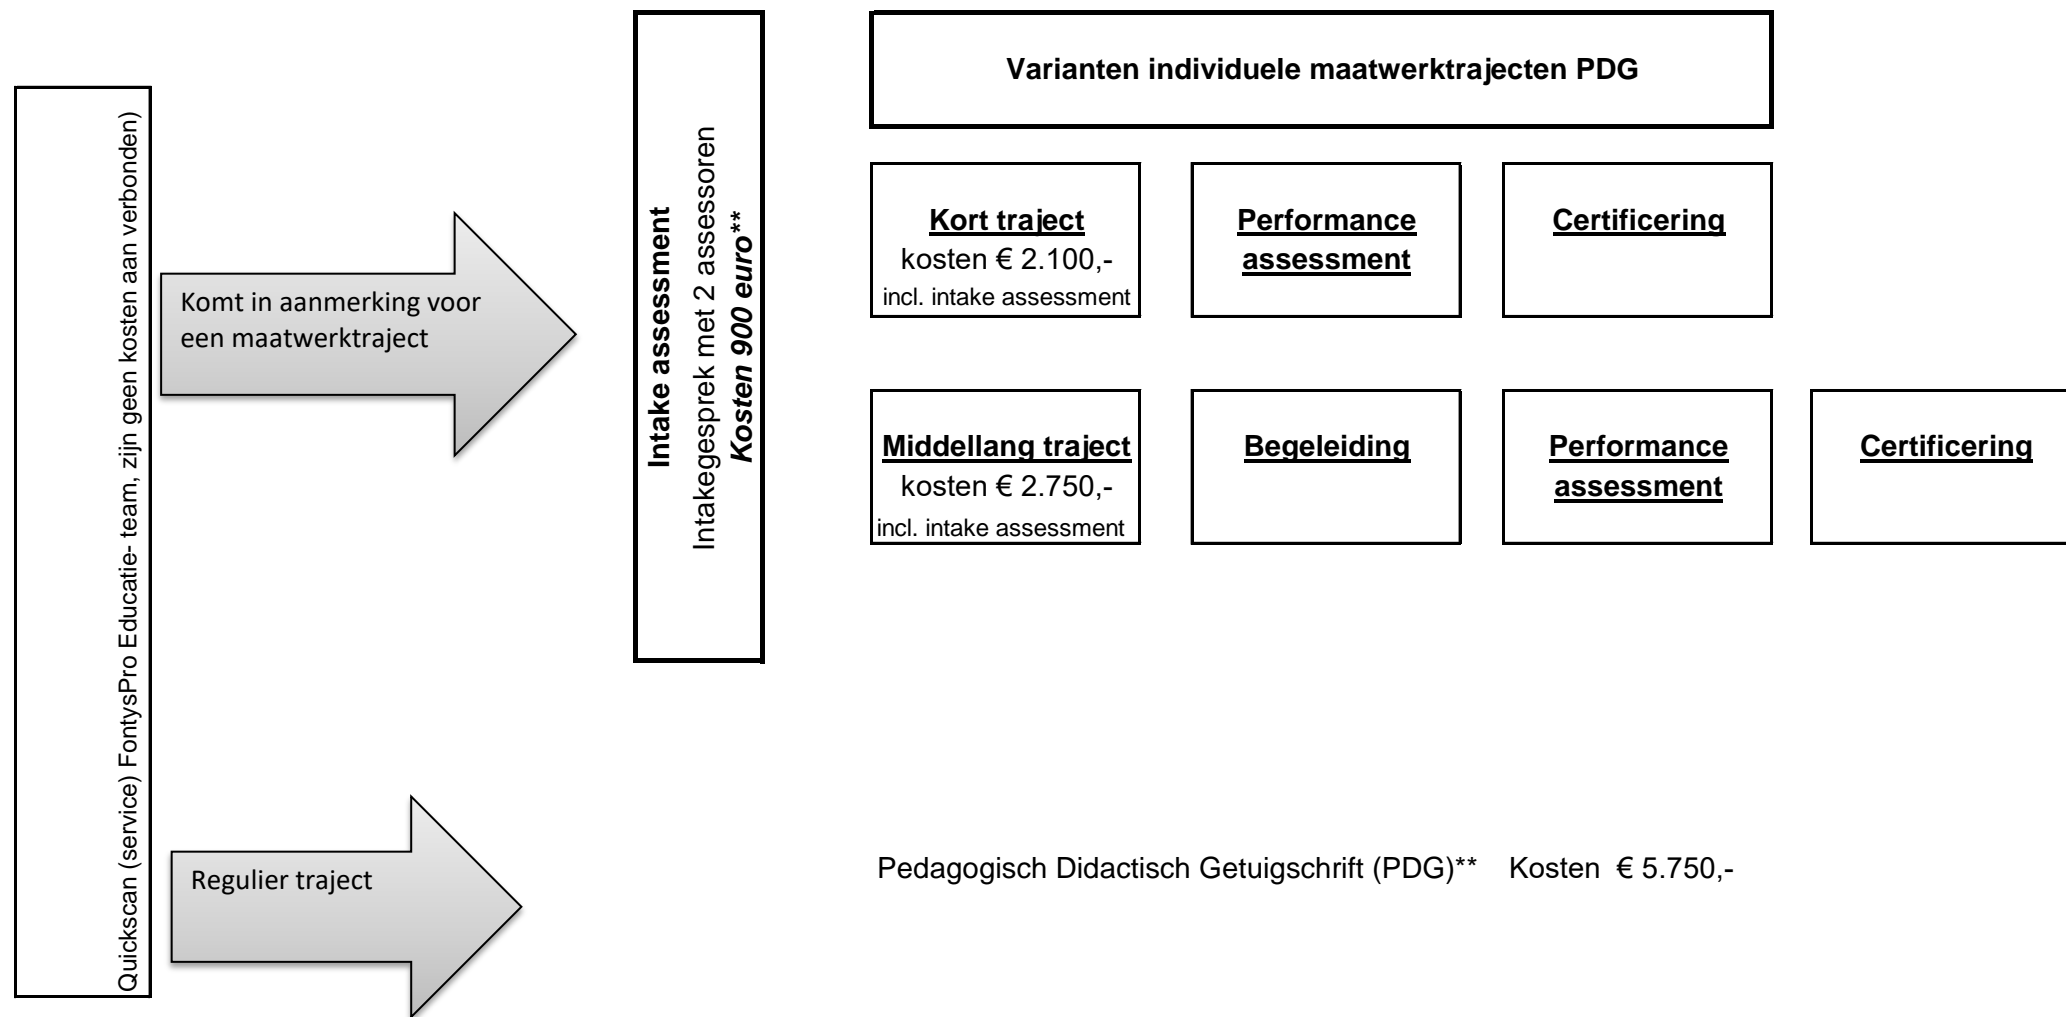 Quickscan (service) FontysPro Educatie- team, zijn geen kosten aan verbonden)
Komt in aanmerking voor
een maatwerktraject
Regulier traject
Intake assessment
Intakegesprek met 2 assessoren
Kosten 900 euro**
Varianten individuele maatwerktrajecten PDG
Kort traject
kosten € 2.100,-
incl. intake assessment
Performance
assessment
Certificering
Middellang traject
kosten € 2.750,-
incl. intake assessment
Begeleiding
Performance
assessment
Certificering
Pedagogisch Didactisch Getuigschrift (PDG)** Kosten € 5.750,-